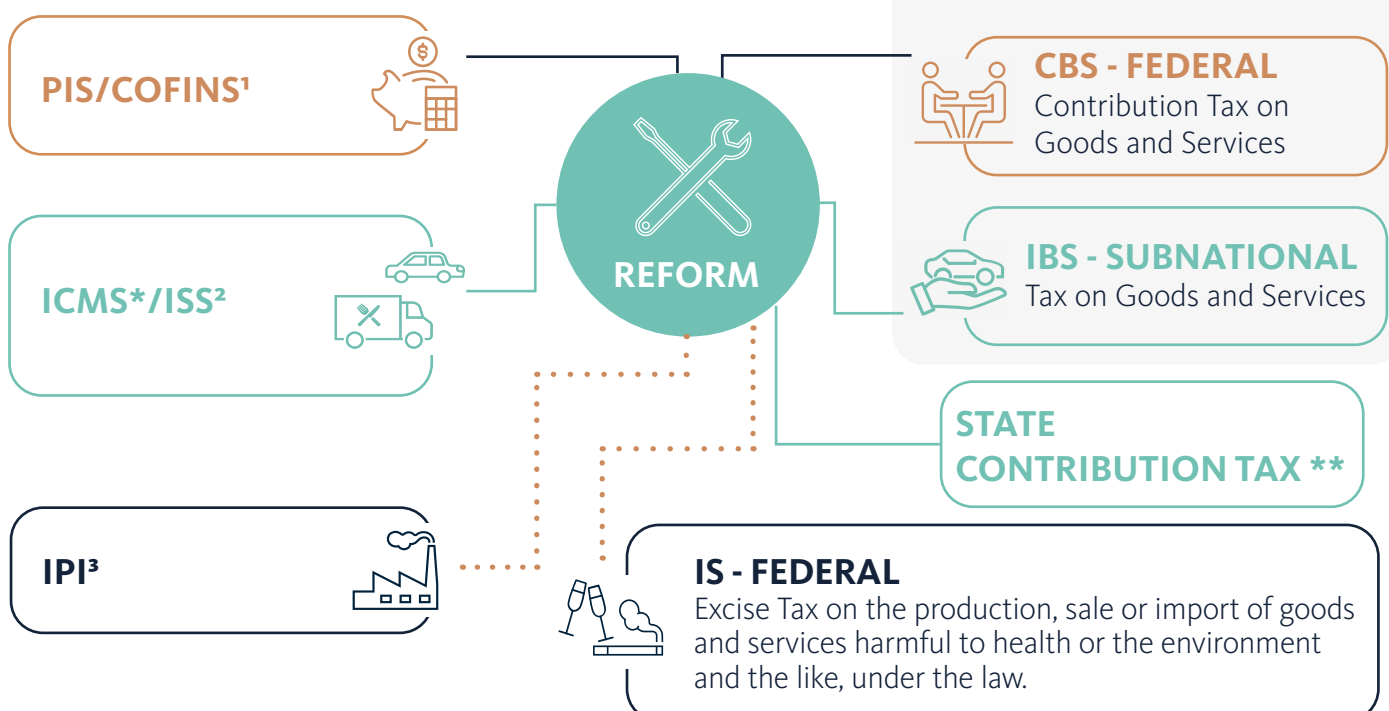 PIS/COFINS¹
ICMS*/ISS²
IPI³
$
REFORM
CBS - FEDERAL
Contribution Tax on
Goods and Services
IBS - SUBNATIONAL
Tax on Goods and Services
STATE
CONTRIBUTION TAX **
IS - FEDERAL
Excise Tax on the production, sale or import of goods
and services harmful to health or the environment
and the like, under the law.